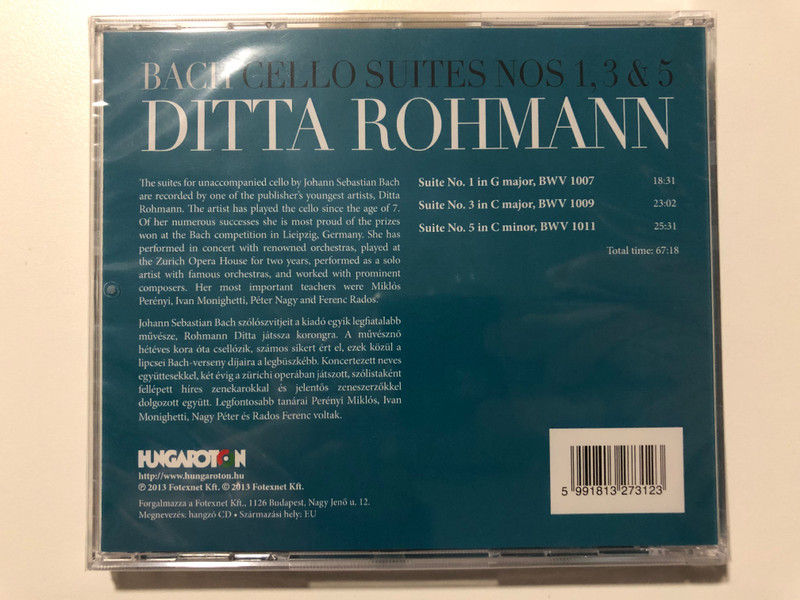 BACH CELLO SUITES NOS 1, 3 & 5
DITTA ROHMANN
The suites for unaccompanied cello by Johann Sebastian Bach
are recorded by one of the publisher's youngest artists, Ditta
Rohmann. The artist has played the cello since the age of 7.
Of her numerous successes she is most proud of the prizes
won at the Bach competition in Lieipzig, Germany. She has
performed in concert with renowned orchestras, played at
the Zurich Opera House for two years, performed as a solo
artist with famous orchestras, and worked with prominent
composers. Her most important teachers were Miklós
Perényi, Ivan Monighetti, Péter Nagy and Ferenc Rados.
Johann Sebastian Bach szólószvitjeit a kiadó egyik legfiatalabb
művésze, Rohmann Ditta játssza korongra. A művésznő
hétéves kora óta csellózik, számos sikert ért el, ezek közül a
lipcsei Bach-verseny díjaira a legbüszkébb. Koncertezett neves
együttesekkel, két évig a zürichi operában játszott, szólistaként
fellépett híres zenekarokkal és jelentős zeneszerzőkkel
dolgozott együtt. Legfontosabb tanárai Perényi Miklós, Ivan
Monighetti, Nagy Péter és Rados Ferenc voltak.
Suite No. 1 in G major, BWV 1007 18:31
Suite No. 3 in C major, BWV 1009 23:02
Suite No. 5 in C minor, BWV 1011 25:31
Total time: 67:18
HUNGAROTON
http://www.hungaroton.hu
℗ 2013 Fotexnet Kft. © 2013 Fotexnet Kft.
Forgalmazza a Fotexnet Kft., 1126 Budapest, Nagy Jenő u. 12.
Megnevezés: hangzó CD • Származási hely: EU
5 991813 273123